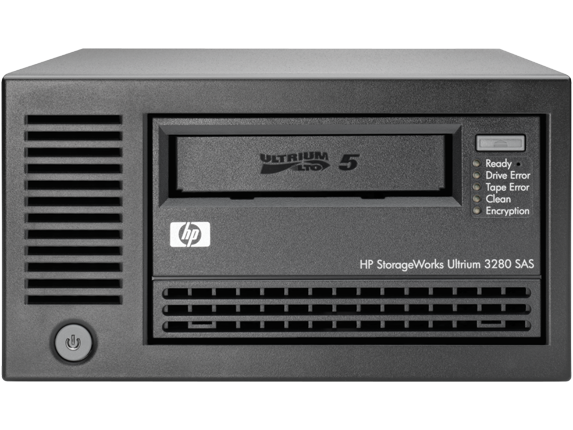 ULTRIUM 5
LTO
Ready
Drive Error
Tape Error
Clean
Encryption
hp
HP StorageWorks Ultrium 3280 SAS